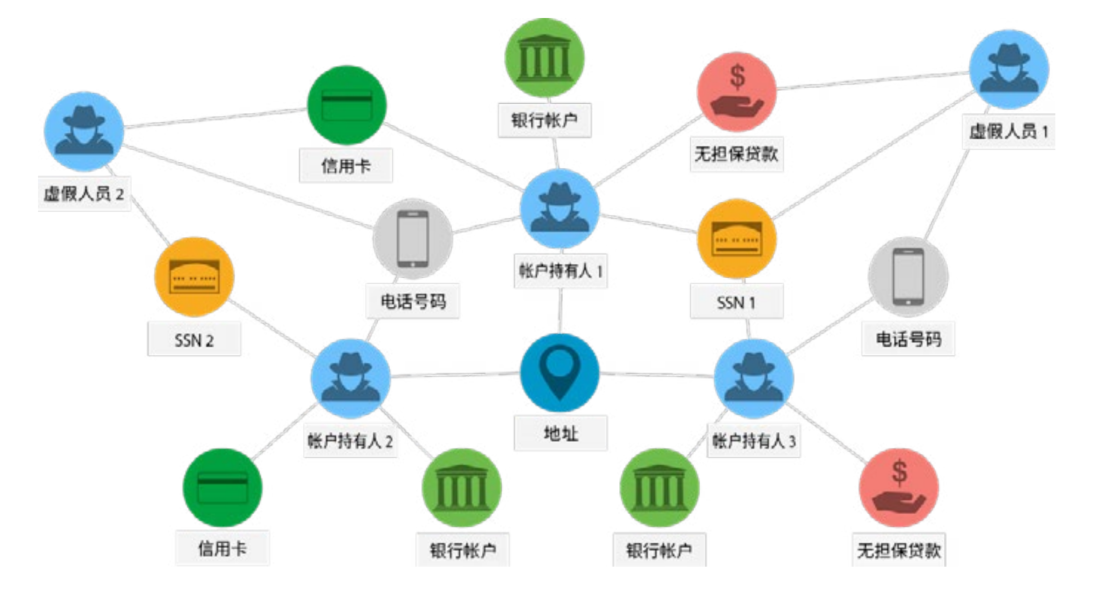 银行帐户
虚假人员 1
无担保贷款
信用卡
虚假人员 2
帐户持有人 1
电话号码
SSN 1
SSN 2
电话号码
地址
帐户持有人 2
帐户持有人 3
信用卡
银行帐户
银行帐户
无担保贷款